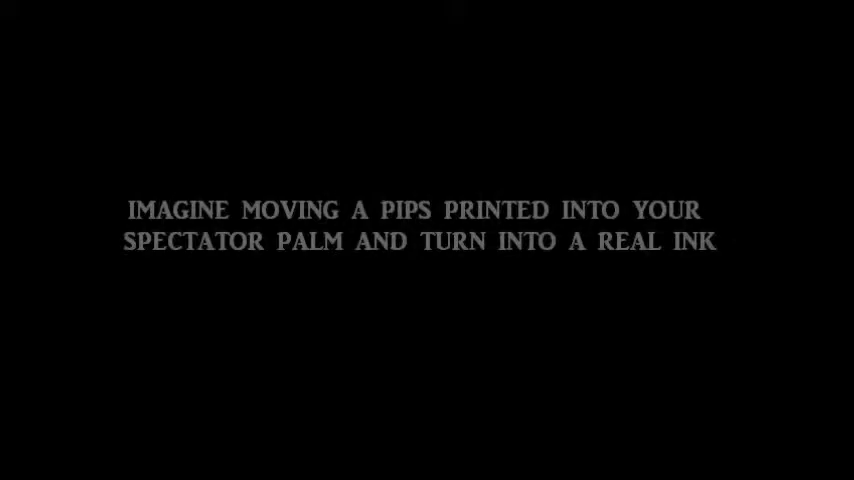 IMAGINE MOVING A PIPS PRINTED INTO YOUR
SPECTATOR PALM AND TURN INTO A REAL INK